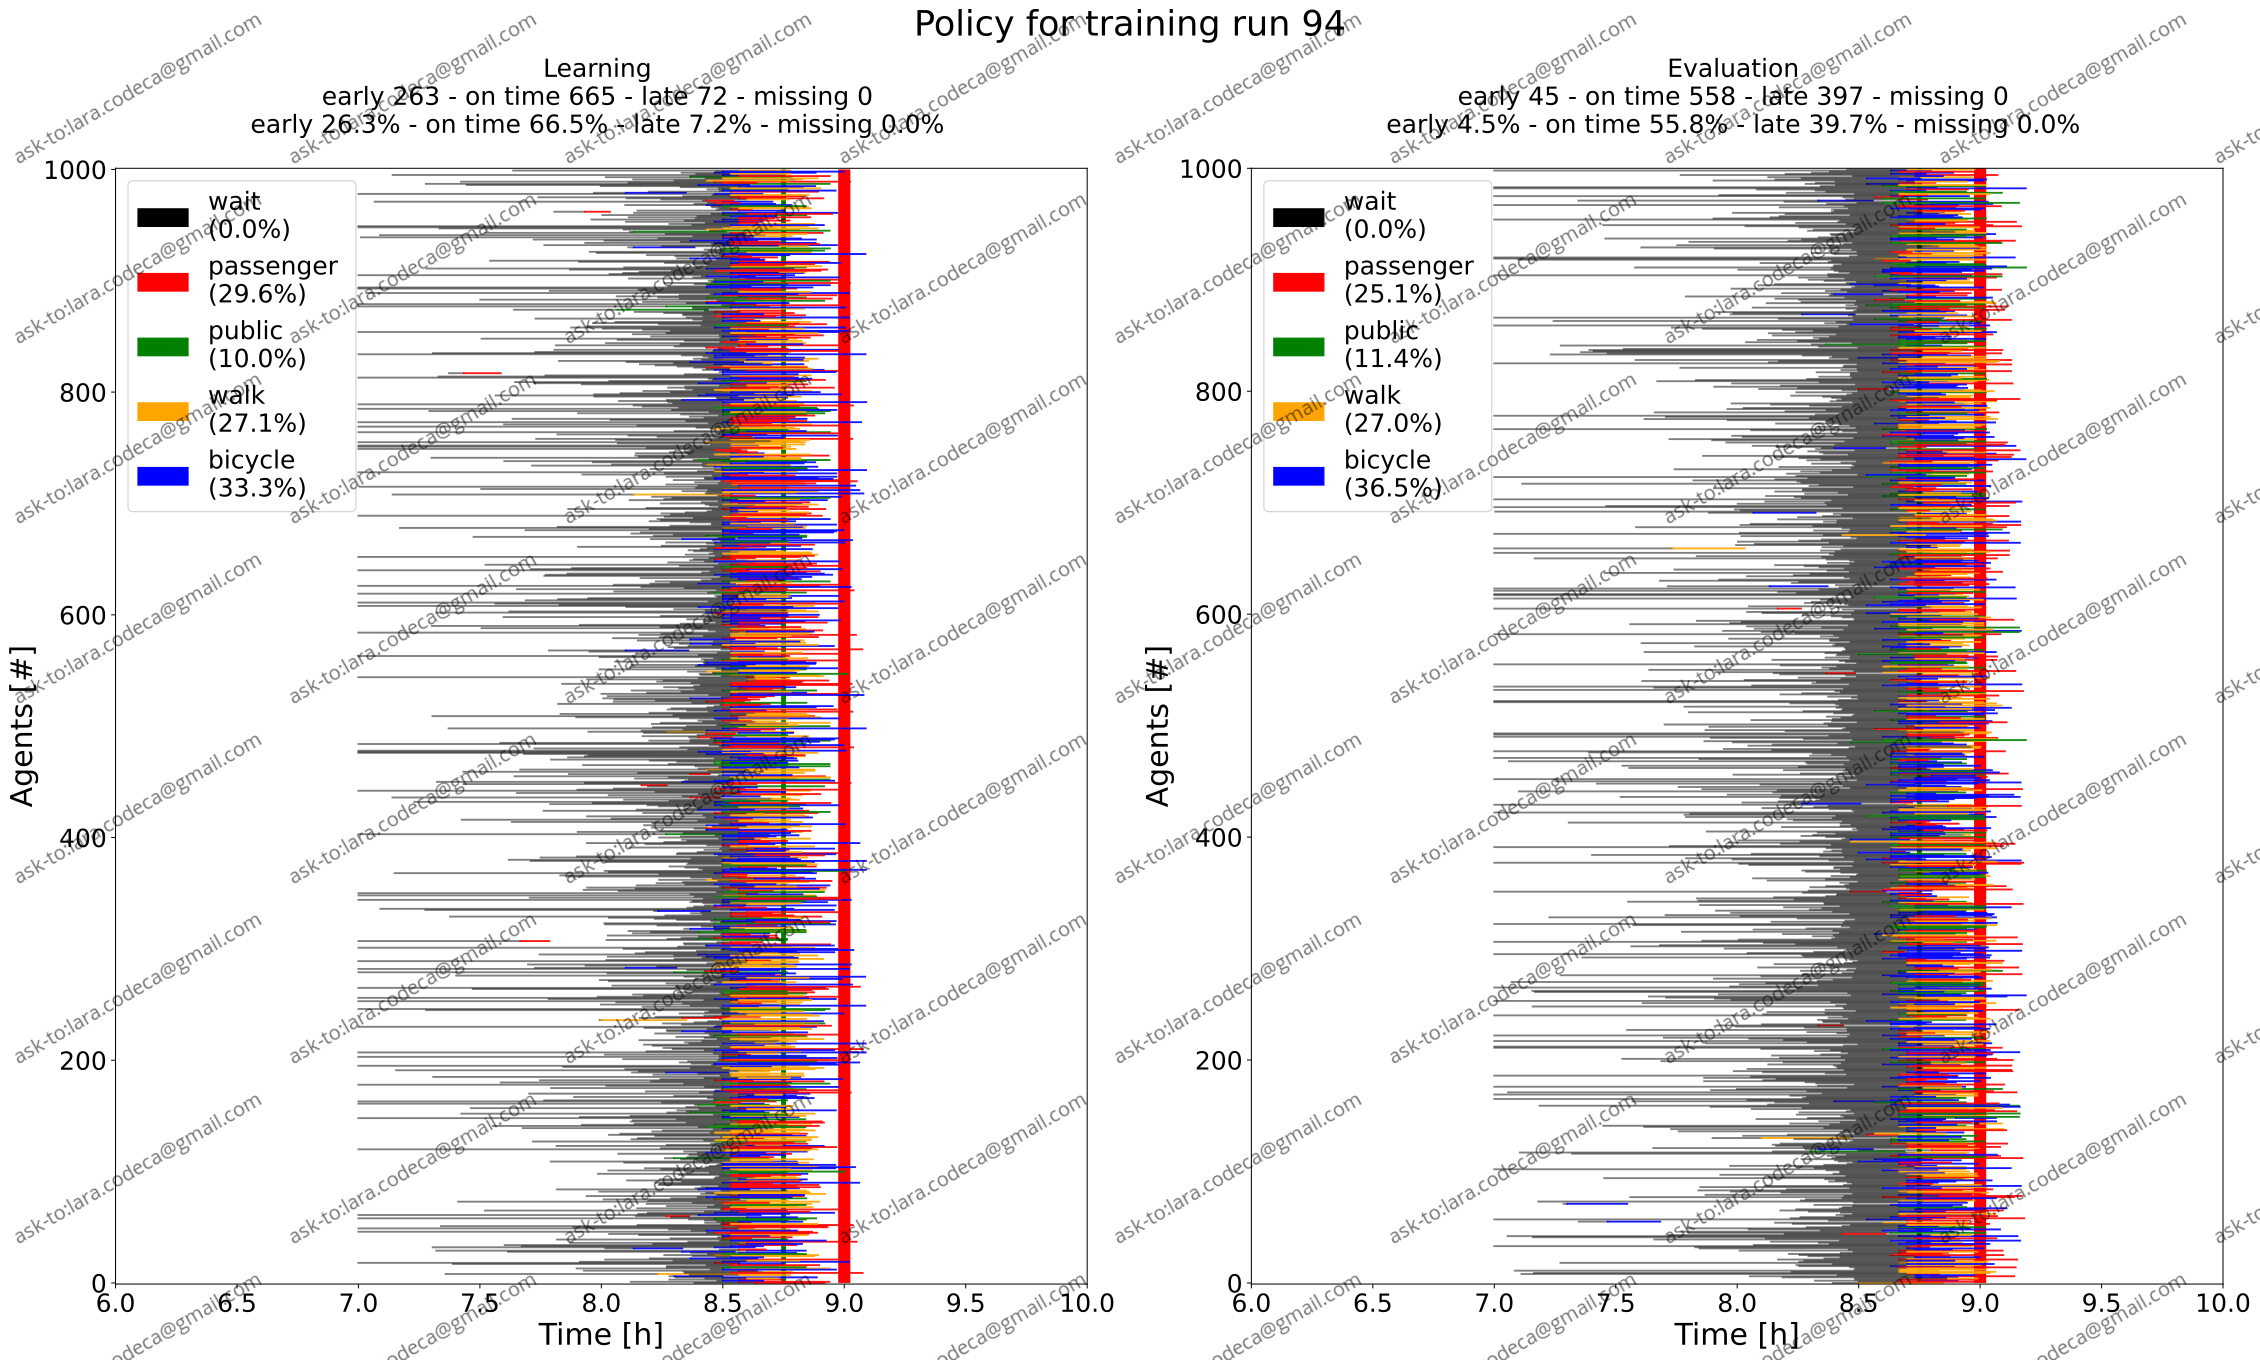 Policy for training run 94
Learning
early 263 - on time 665 - late 72 - missing 0
early 26.3% - on time 66.5% - late 7.2% - missing 0.0%
1000
800
600
400
200
0
Agents [#]
wait
(0.0%)
passenger
(29.6%)
public
(10.0%)
walk
(27.1%)
bicycle
(33.3%)
6.0 6.5 7.0 7.5 8.0 8.5 9.0 9.5 10.0
Time [h]
Evaluation
early 45 - on time 558 - late 397 - missing 0
early 4.5% - on time 55.8% - late 39.7% - missing 0.0%
1000
800
600
400
200
0
Agents [#]
wait
(0.0%)
passenger
(25.1%)
public
(11.4%)
walk
(27.0%)
bicycle
(36.5%)
6.0 6.5 7.0 7.5 8.0 8.5 9.0 9.5 10.0
Time [h]
ask-to:lara.codeca@gmail.com